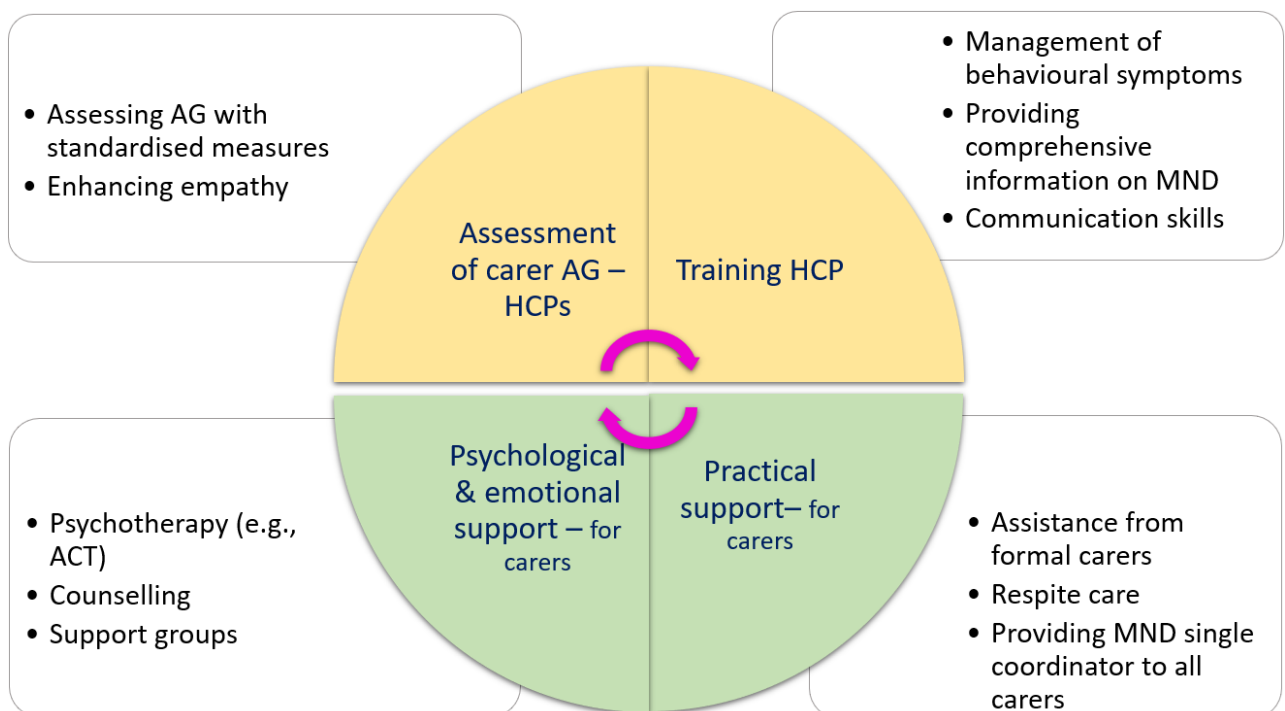 • Assessing AG with
standardised measures
• Enhancing empathy
• Management of
behavioural symptoms
• Providing
comprehensive
information on MND
• Communication skills
Assessment
of carer AG –
HCPs
Training HCP
Psychological
& emotional
support – for
carers
Practical
support– for
carers
• Psychotherapy (e.g.,
ACT)
• Counselling
• Support groups
• Assistance from
formal carers
• Respite care
• Providing MND single
coordinator to all
carers